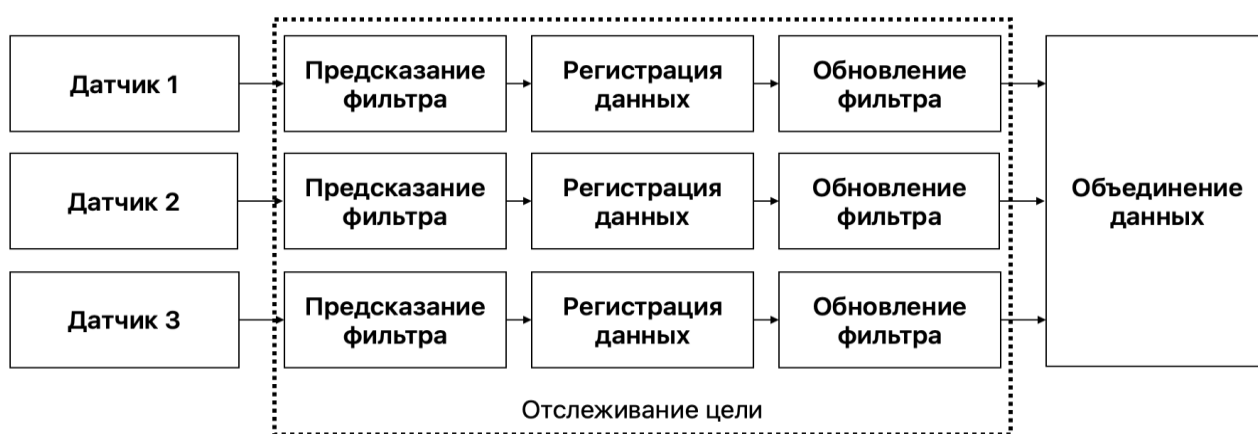 Датчик 1
Предсказание
фильтра
Регистрация
данных
Обновление
фильтра
Датчик 2
Предсказание
фильтра
Регистрация
данных
Обновление
фильтра
Объединение
данных
Датчик 3
Предсказание
фильтра
Регистрация
данных
Обновление
фильтра
Отслеживание цели